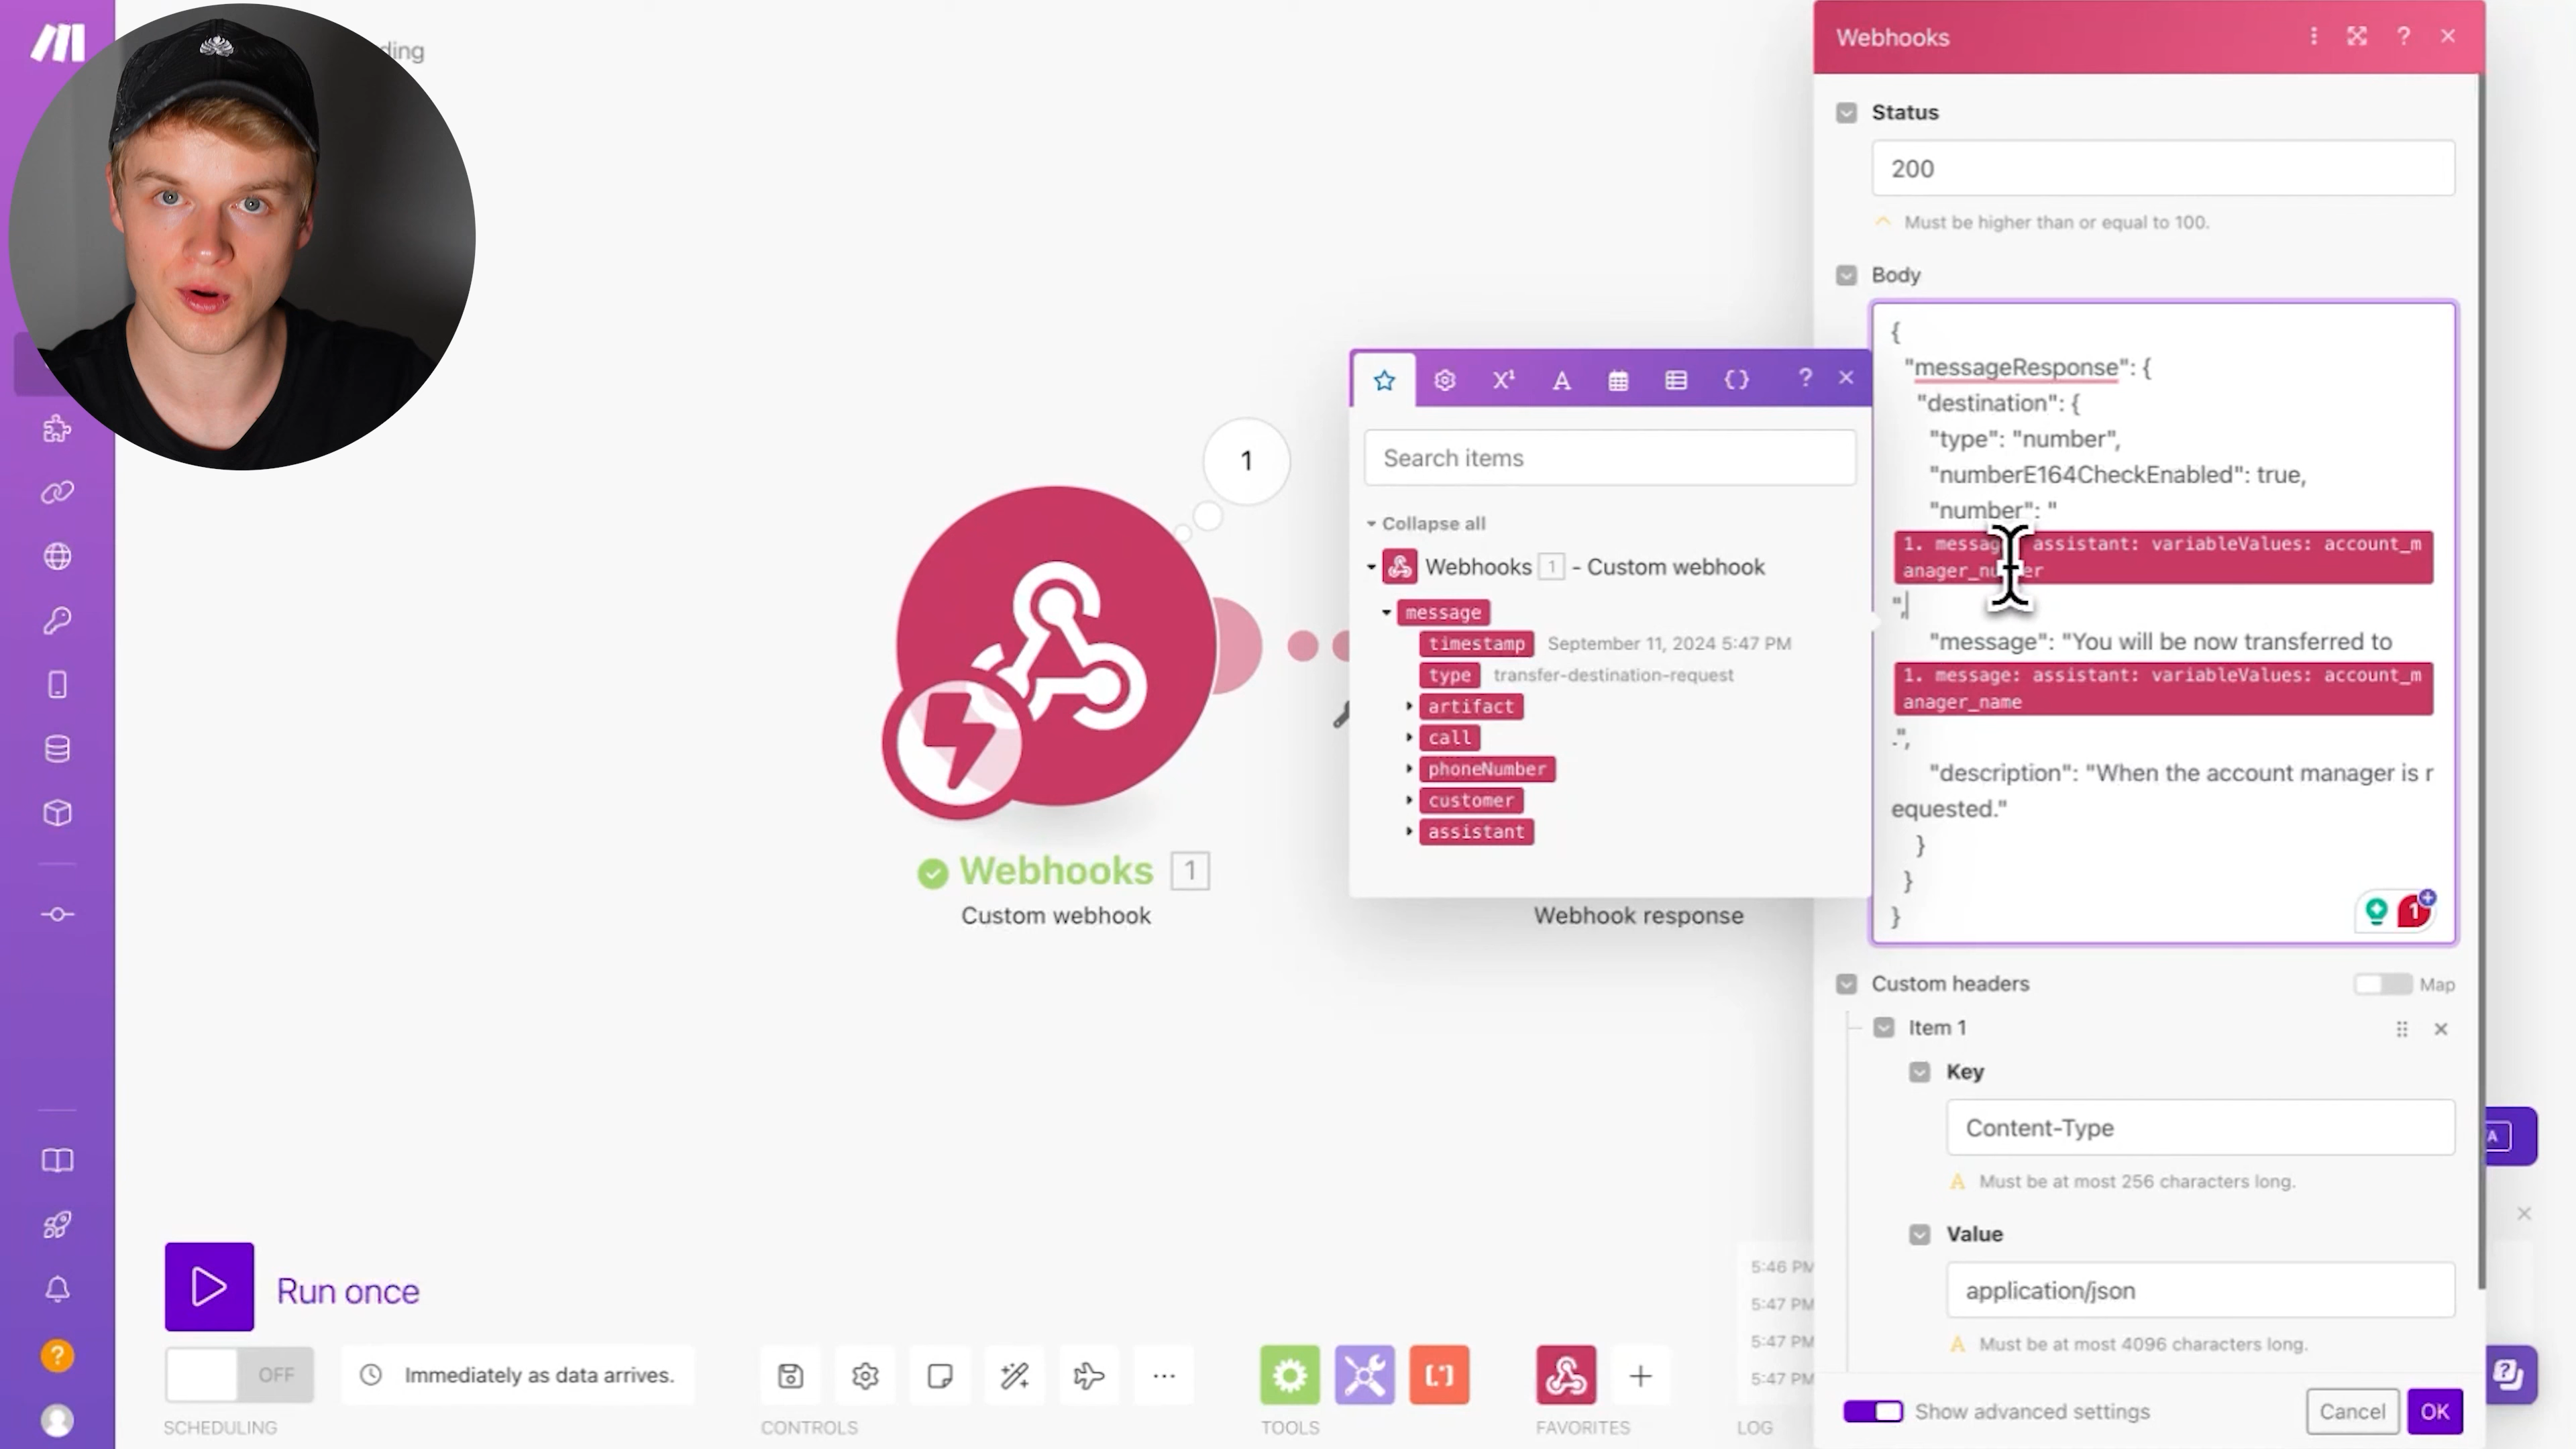 ding
Webhooks
Status
200
Must be higher than or equal to 100.
Body
{
"messageResponse": {
"destination": {
"type": "number",
"numberE164CheckEnabled": true,
"number": "
1. message: assistant: variableValues: account_m
anager_number
",
"message": "You will be now transferred to
1. message: assistant: variableValues: account_m
anager_name
.",
"description": "When the account manager is r
equested."
}
}
}
1
Custom headers
Map
Item 1
Key
Content-Type
Must be at most 256 characters long.
Value
application/json
Must be at most 4096 characters long.
Show advanced settings
Cancel
OK
Search items
Collapse all
Webhooks 1 - Custom webhook
message
timestamp September 11, 2024 5:47 PM
type transfer-destination-request
artifact
call
phoneNumber
customer
assistant
1
Webhooks 1
Custom webhook
Webhook response
Run once
OFF
Immediately as data arrives.
SCHEDULING
CONTROLS
TOOLS
FAVORITES
LOG
5:46 PM
5:47 PM
5:47 PM
5:47 PM